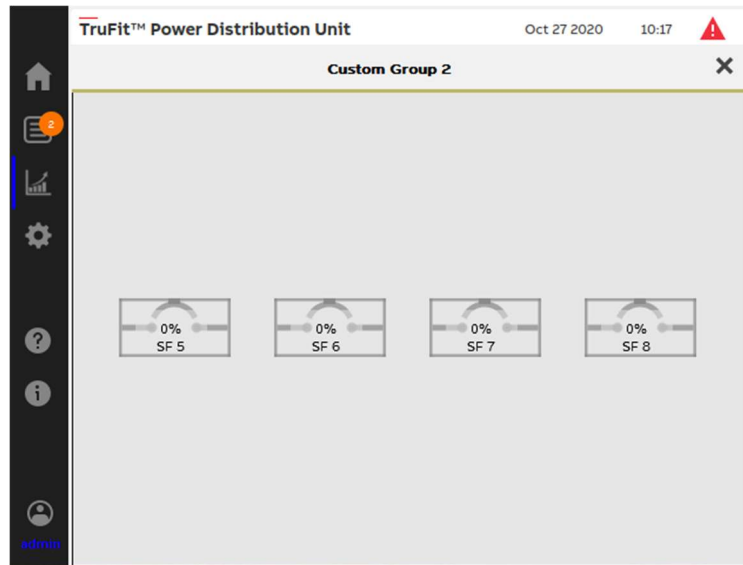 TruFit™ Power Distribution Unit
Oct 27 2020
10:17
Custom Group 2
2
0%
SF 5
0%
SF 6
0%
SF 7
0%
SF 8
admin